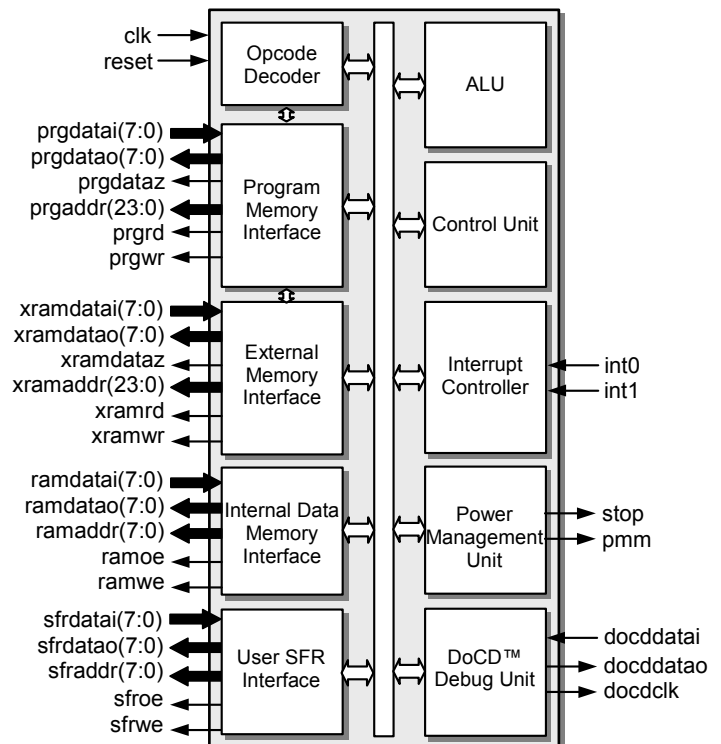 clk
reset
prgdatai(7:0)
prgdatao(7:0)
prgdataz
prgaddr(23:0)
prgrd
prgwr
xramdatai(7:0)
xramdatao(7:0)
xramdataz
xramaddr(23:0)
xramrd
xramwr
ramdatai(7:0)
ramdatao(7:0)
ramaddr(7:0)
ramoe
ramwe
sfrdatai(7:0)
sfrdatao(7:0)
sfraddr(7:0)
sfroe
sfrwe
Opcode
Decoder
Program
Memory
Interface
External
Memory
Interface
Internal Data
Memory
Interface
User SFR
Interface
ALU
Control Unit
Interrupt
Controller
Power
Management
Unit
DoCD™
Debug Unit
int0
int1
stop
pmm
docddatai
docddatao
docdclk